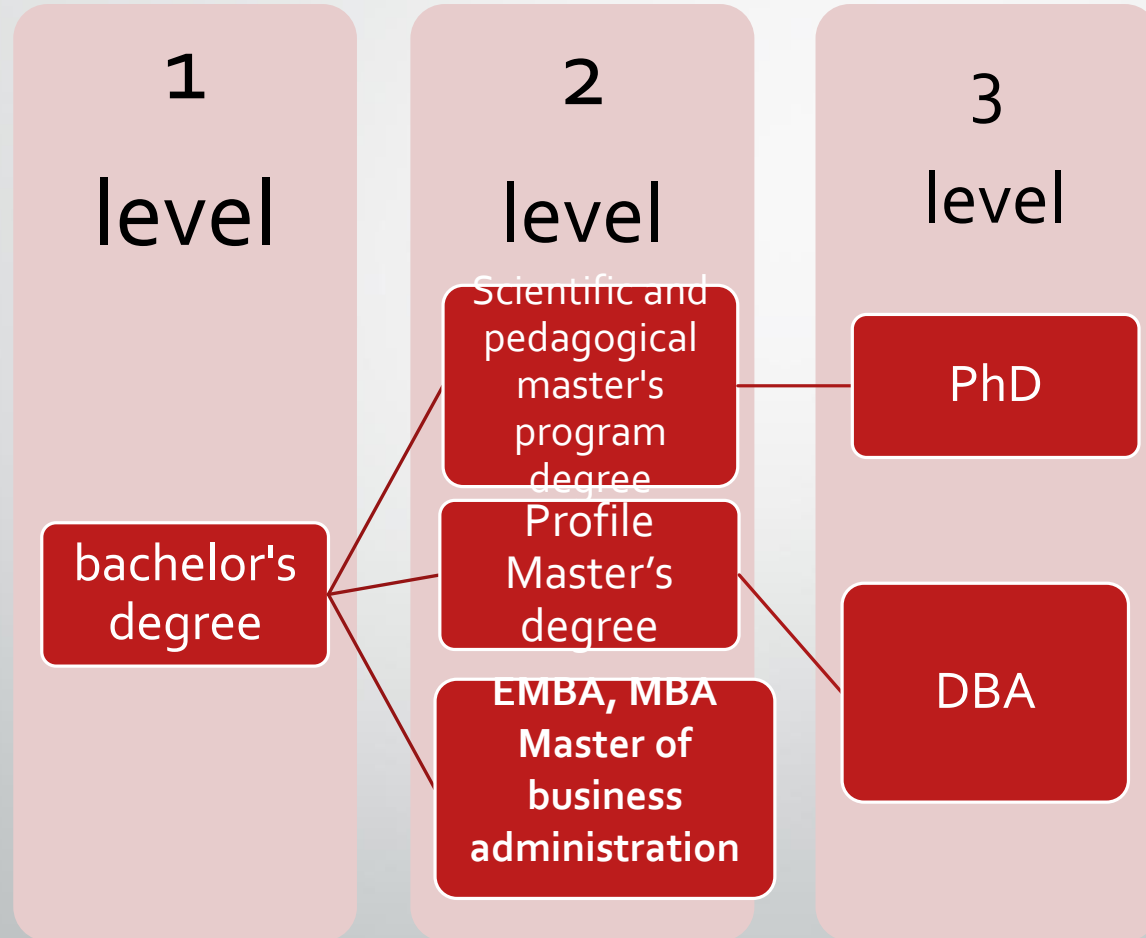 1
level
bachelor's
degree
2
level
Scientific and
pedagogical
master's
program
degree
Profile
Master’s
degree
EMBA, MBA
Master of
business
administration
3
level
PhD
DBA